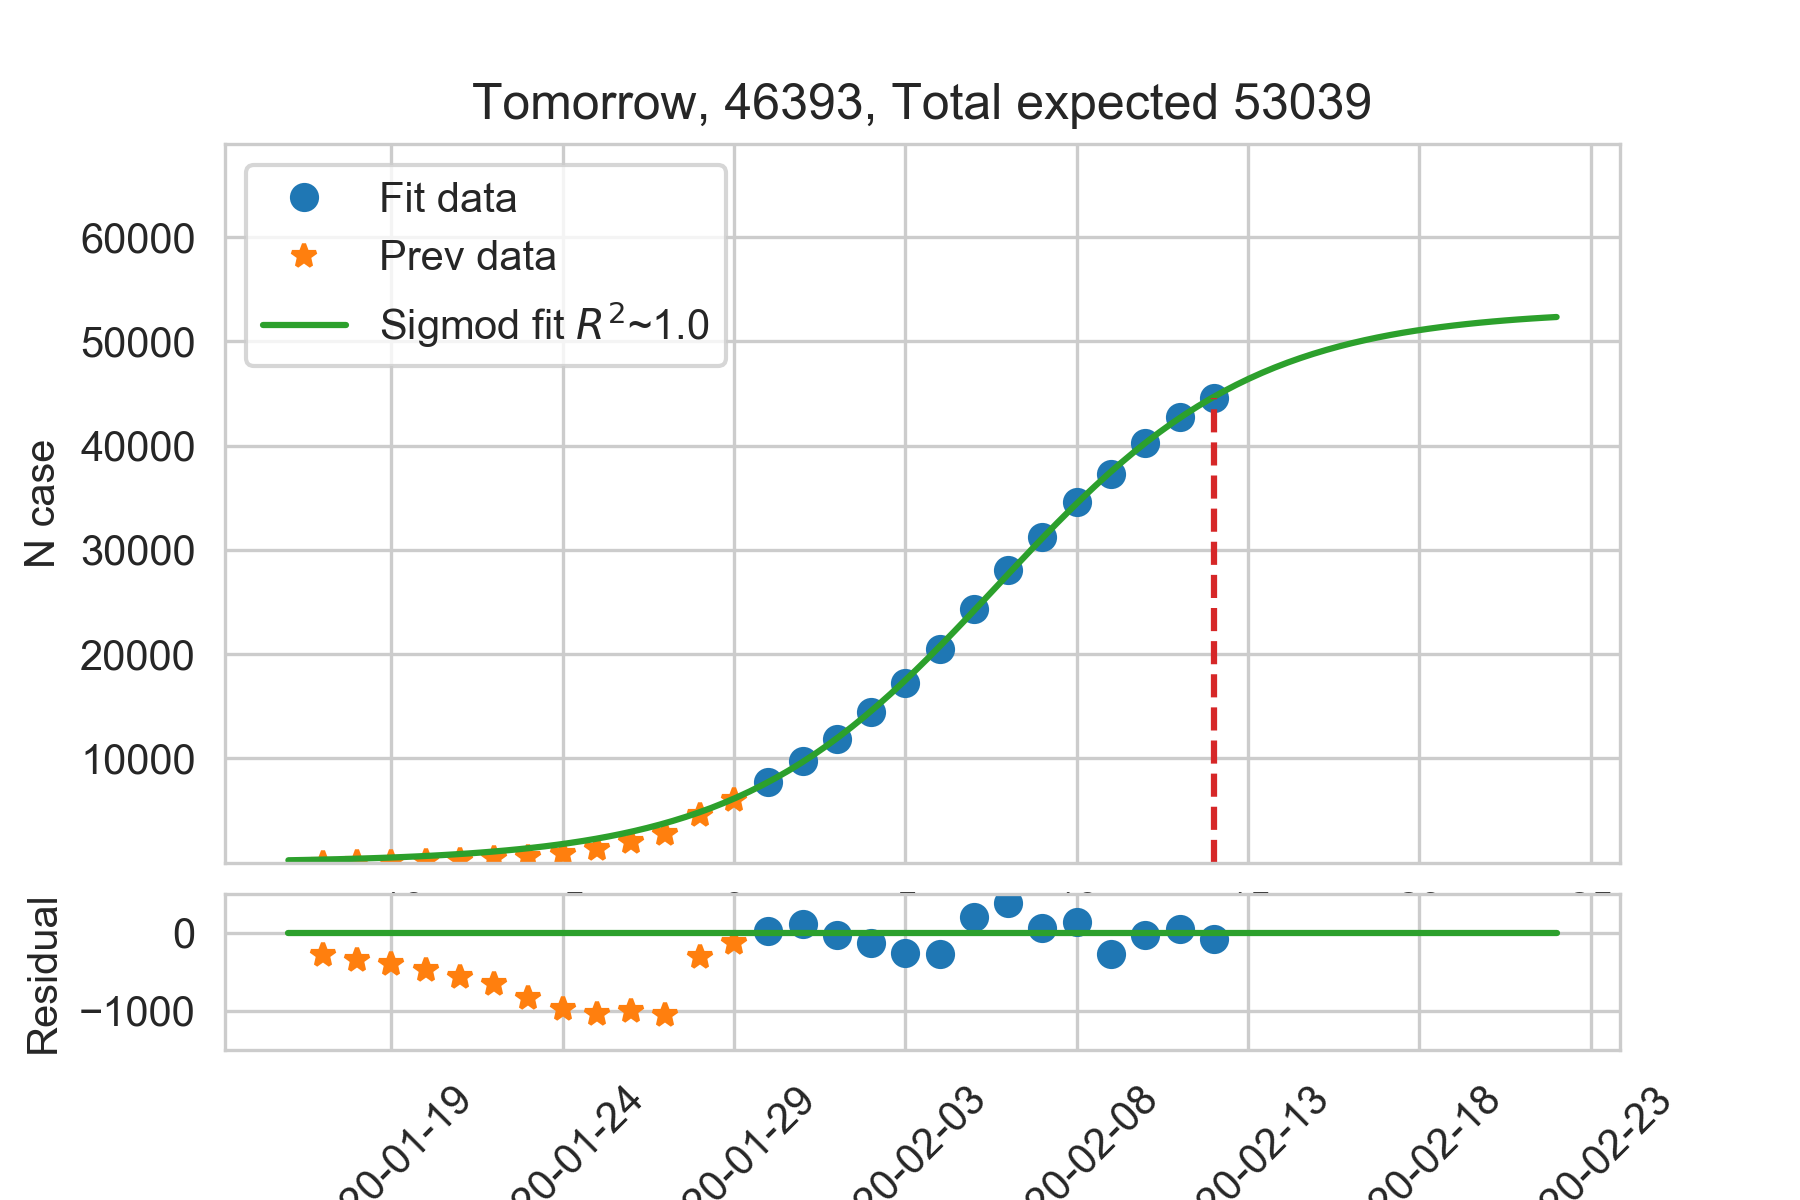 Tomorrow, 46393, Total expected 53039
Fit data
Prev data
Sigmod fit R²~1.0
N case
60000
50000
40000
30000
20000
10000
Residual
0
−1000
20-01-19
20-01-24
20-01-29
20-02-03
20-02-08
20-02-13
20-02-18
20-02-23